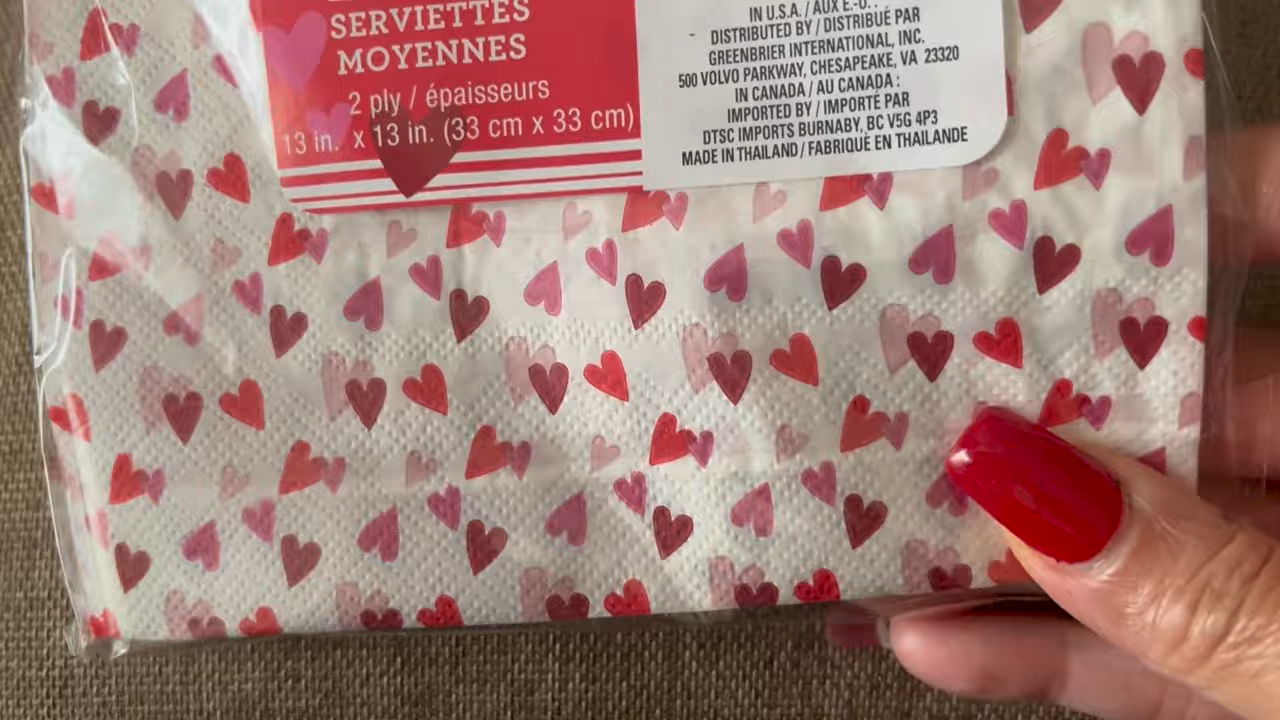 SERVIETTES
MOYENNES
2 ply / épaisseurs
13 in. x 13 in. (33 cm x 33 cm)
IN U.S.A. / AUX É.-U. :
DISTRIBUTED BY / DISTRIBUÉ PAR
GREENBRIER INTERNATIONAL, INC.
500 VOLVO PARKWAY, CHESAPEAKE, VA 23320
IN CANADA / AU CANADA :
IMPORTED BY / IMPORTÉ PAR
DTSC IMPORTS BURNABY, BC V5G 4P3
MADE IN THAILAND / FABRIQUÉ EN THAILANDE